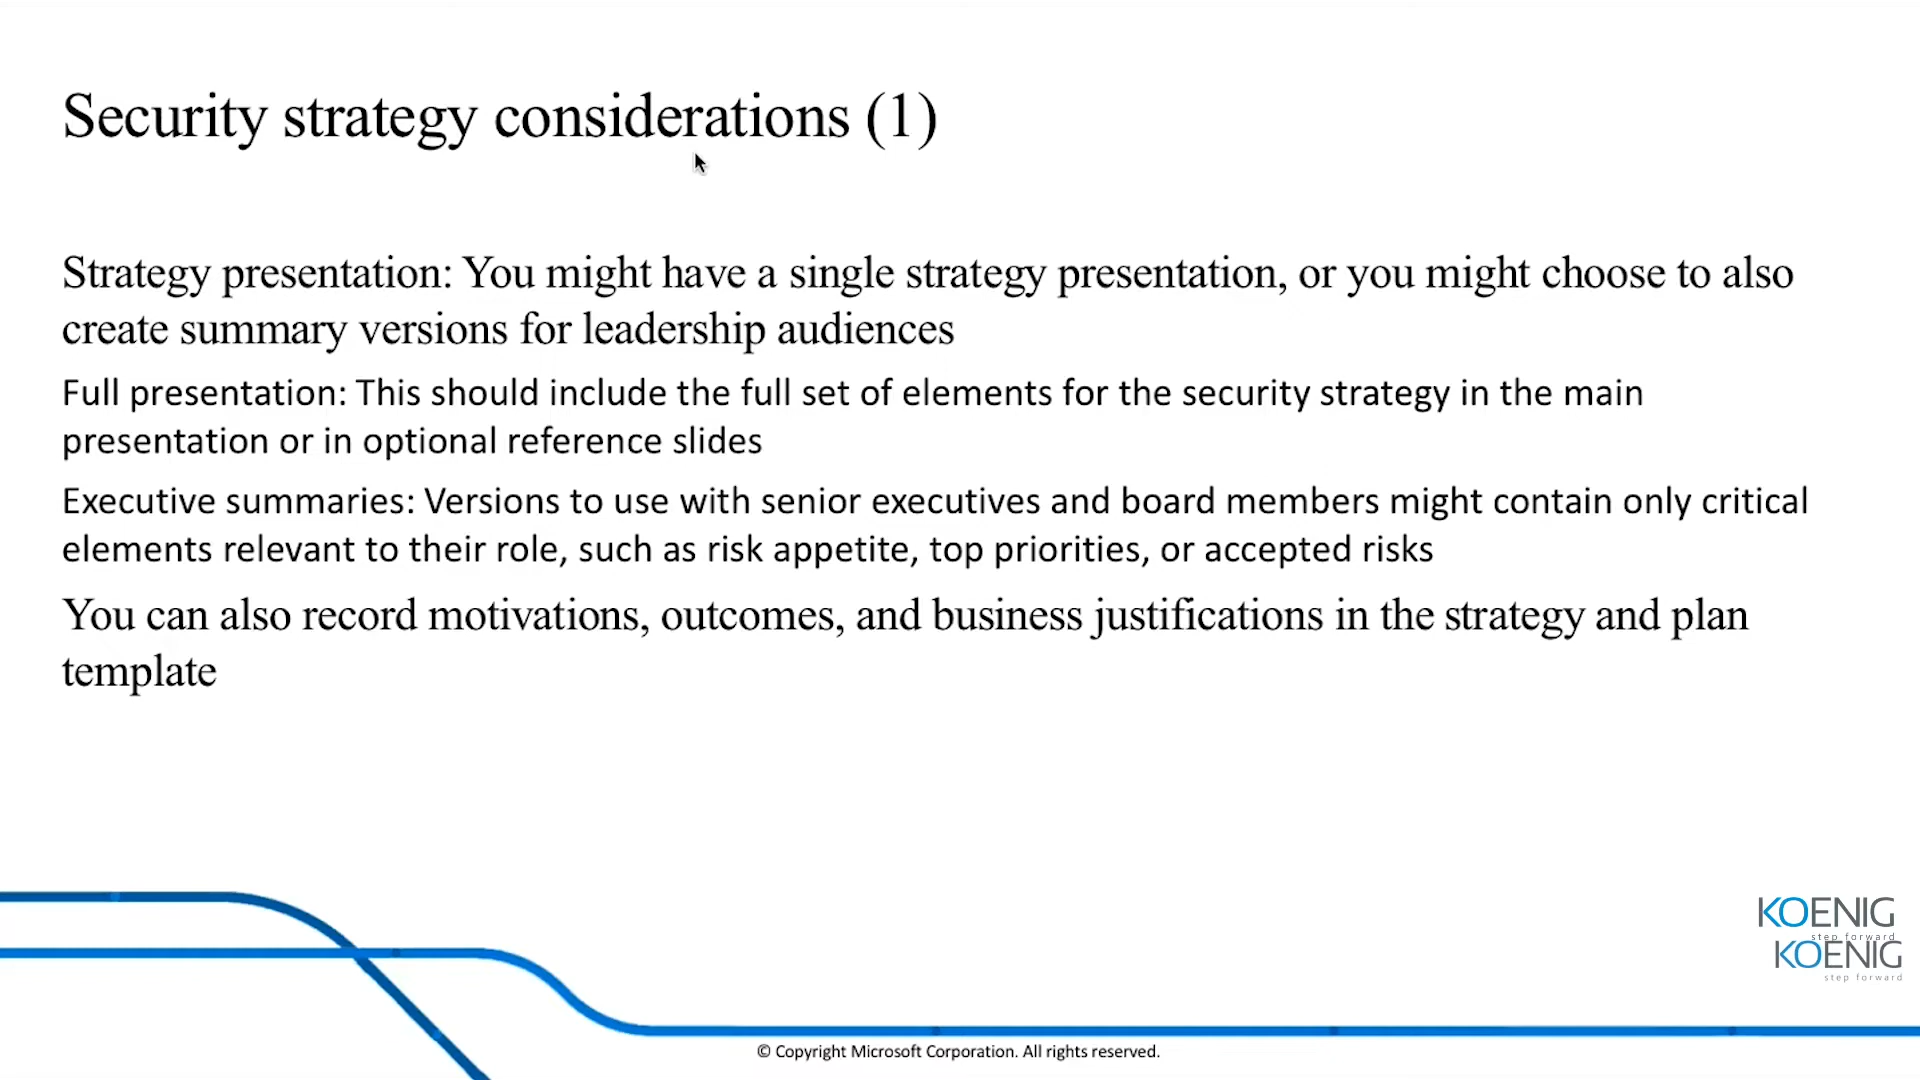 Security strategy considerations (1)
Strategy presentation: You might have a single strategy presentation, or you might choose to also
create summary versions for leadership audiences
Full presentation: This should include the full set of elements for the security strategy in the main
presentation or in optional reference slides
Executive summaries: Versions to use with senior executives and board members might contain only critical
elements relevant to their role, such as risk appetite, top priorities, or accepted risks
You can also record motivations, outcomes, and business justifications in the strategy and plan
template
KOENIG
step forward
KOENIG
step forward
© Copyright Microsoft Corporation. All rights reserved.